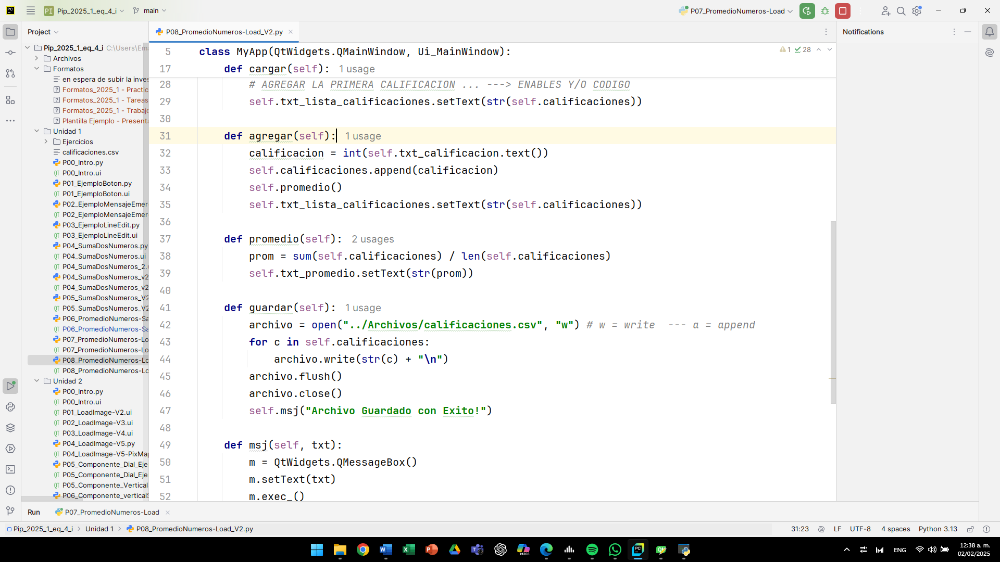 PC
PI Pip_2025_1_eq_4_i main P07_PromedioNumeros-Load
Project
P08_PromedioNumeros-Load_V2.py
Notifications
Pip_2025_1_eq_4_i C:\Users\Em
Archivos
Formatos
en espera de subir la inves
Formatos_2025_1 - Practic
Formatos_2025_1 - Tareas
Formatos_2025_1 - Trabajo
Plantilla Ejemplo - Presenta
Unidad 1
Ejercicios
calificaciones.csv
P00_Intro.py
P00_Intro.ui
P01_EjemploBoton.py
P01_EjemploBoton.ui
P02_EjemploMensajeEmer
P02_EjemploMensajeEmer
P03_EjemploLineEdit.py
P03_EjemploLineEdit.ui
P04_SumaDosNumeros.py
P04_SumaDosNumeros.ui
P04_SumaDosNumeros_2.u
P04_SumaDosNumeros_v2
P04_SumaDosNumeros_v2
P05_SumaDosNumeros_V2
P05_SumaDosNumeros_V2
P06_PromedioNumeros-Sa
P06_PromedioNumeros-Sa
P07_PromedioNumeros-Lo
P07_PromedioNumeros-Lo
P08_PromedioNumeros-Lo
P08_PromedioNumeros-Lo
Unidad 2
P00_Intro.py
P00_Intro.ui
P01_LoadImage-V2.ui
P02_LoadImage-V3.ui
P03_LoadImage-V4.ui
P04_LoadImage-V5.py
P04_LoadImage-V5-PixMap
P05_Componente_Dial_Eje
P05_Componente_Dial_Eje
P05_Componente_Vertical
P06_Componente_verticalS
1 28
5 class MyApp(QtWidgets.QMainWindow, Ui_MainWindow):
17 def cargar(self): 1 usage
28 # AGREGAR LA PRIMERA CALIFICACION ... ---> ENABLES Y/O CODIGO
29 self.txt_lista_calificaciones.setText(str(self.calificaciones))
30
31 def agregar(self): 1 usage
32 calificacion = int(self.txt_calificacion.text())
33 self.calificaciones.append(calificacion)
34 self.promedio()
35 self.txt_lista_calificaciones.setText(str(self.calificaciones))
36
37 def promedio(self): 2 usages
38 prom = sum(self.calificaciones) / len(self.calificaciones)
39 self.txt_promedio.setText(str(prom))
40
41 def guardar(self): 1 usage
42 archivo = open("../Archivos/calificaciones.csv", "w") # w = write --- a = append
43 for c in self.calificaciones:
44 archivo.write(str(c) + "\n")
45 archivo.flush()
46 archivo.close()
47 self.msj("Archivo Guardado con Exito!")
48
49 def msj(self, txt):
50 m = QtWidgets.QMessageBox()
51 m.setText(txt)
52 m.exec_()
Run P07_PromedioNumeros-Load
Pip_2025_1_eq_4_i > Unidad 1 > P08_PromedioNumeros-Load_V2.py 31:23 LF UTF-8 4 spaces Python 3.13
ENG
12:38 a. m.
02/02/2025